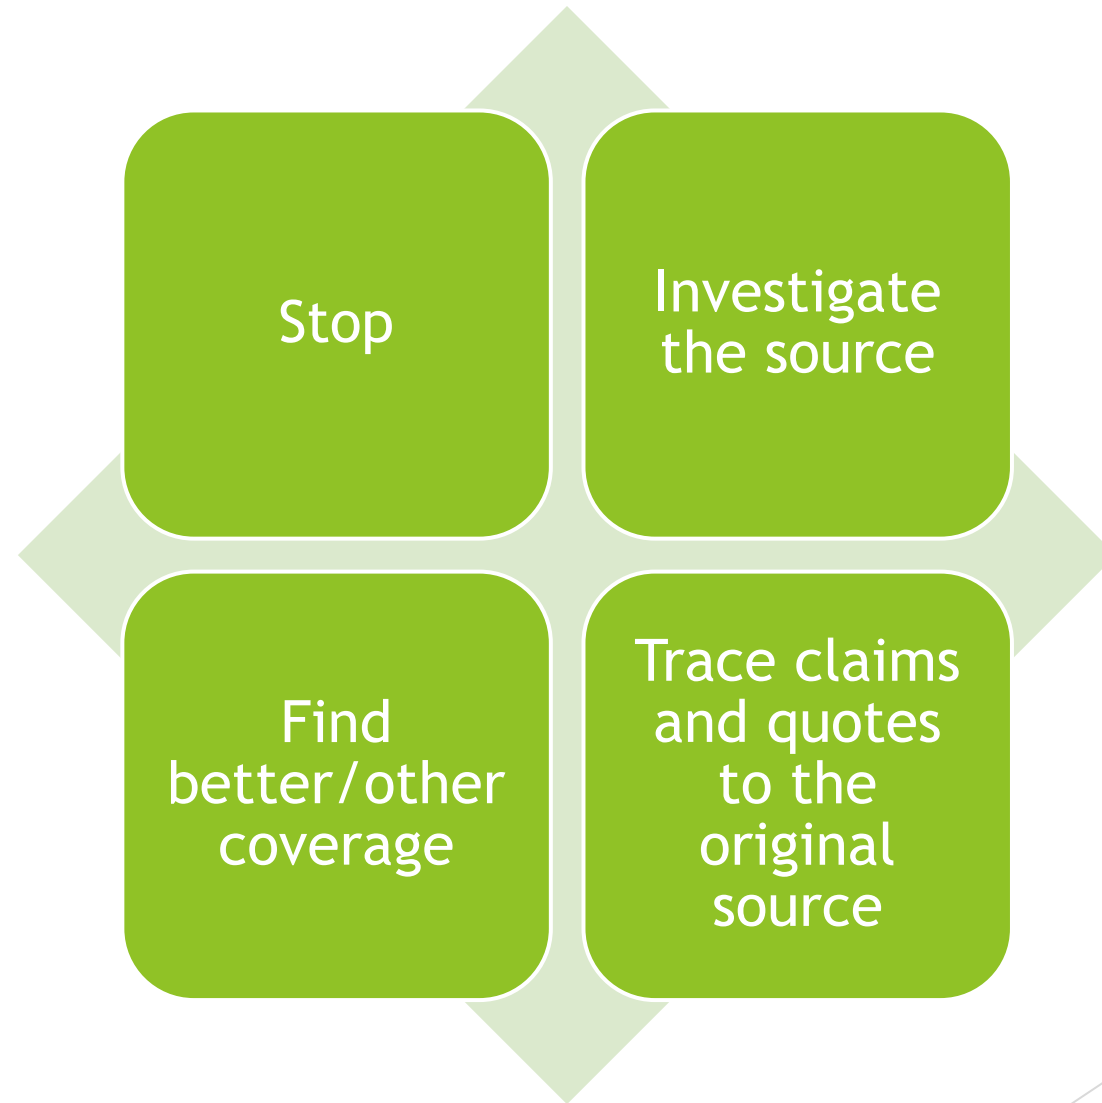 Stop
Investigate
the source
Find
better/other
coverage
Trace claims
and quotes
to the
original
source